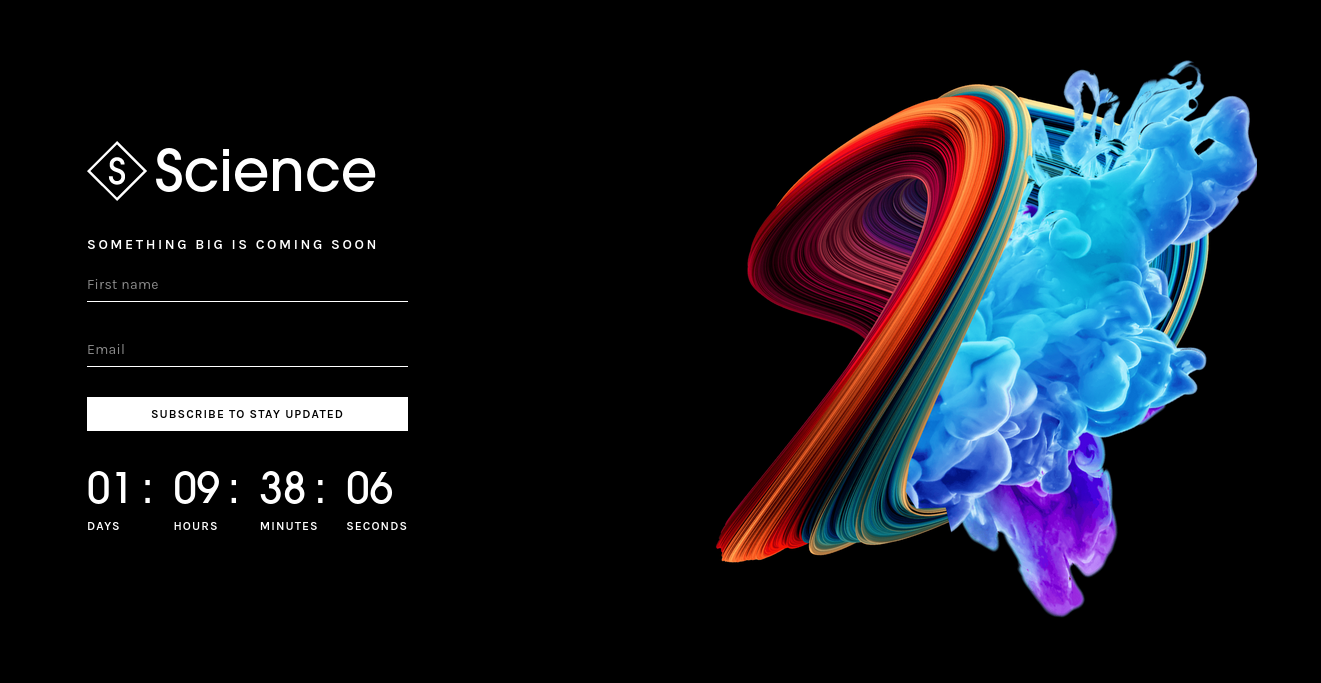 S Science
SOMETHING BIG IS COMING SOON
First name
Email
SUBSCRIBE TO STAY UPDATED
01 : 09 : 38 : 06
DAYS HOURS MINUTES SECONDS